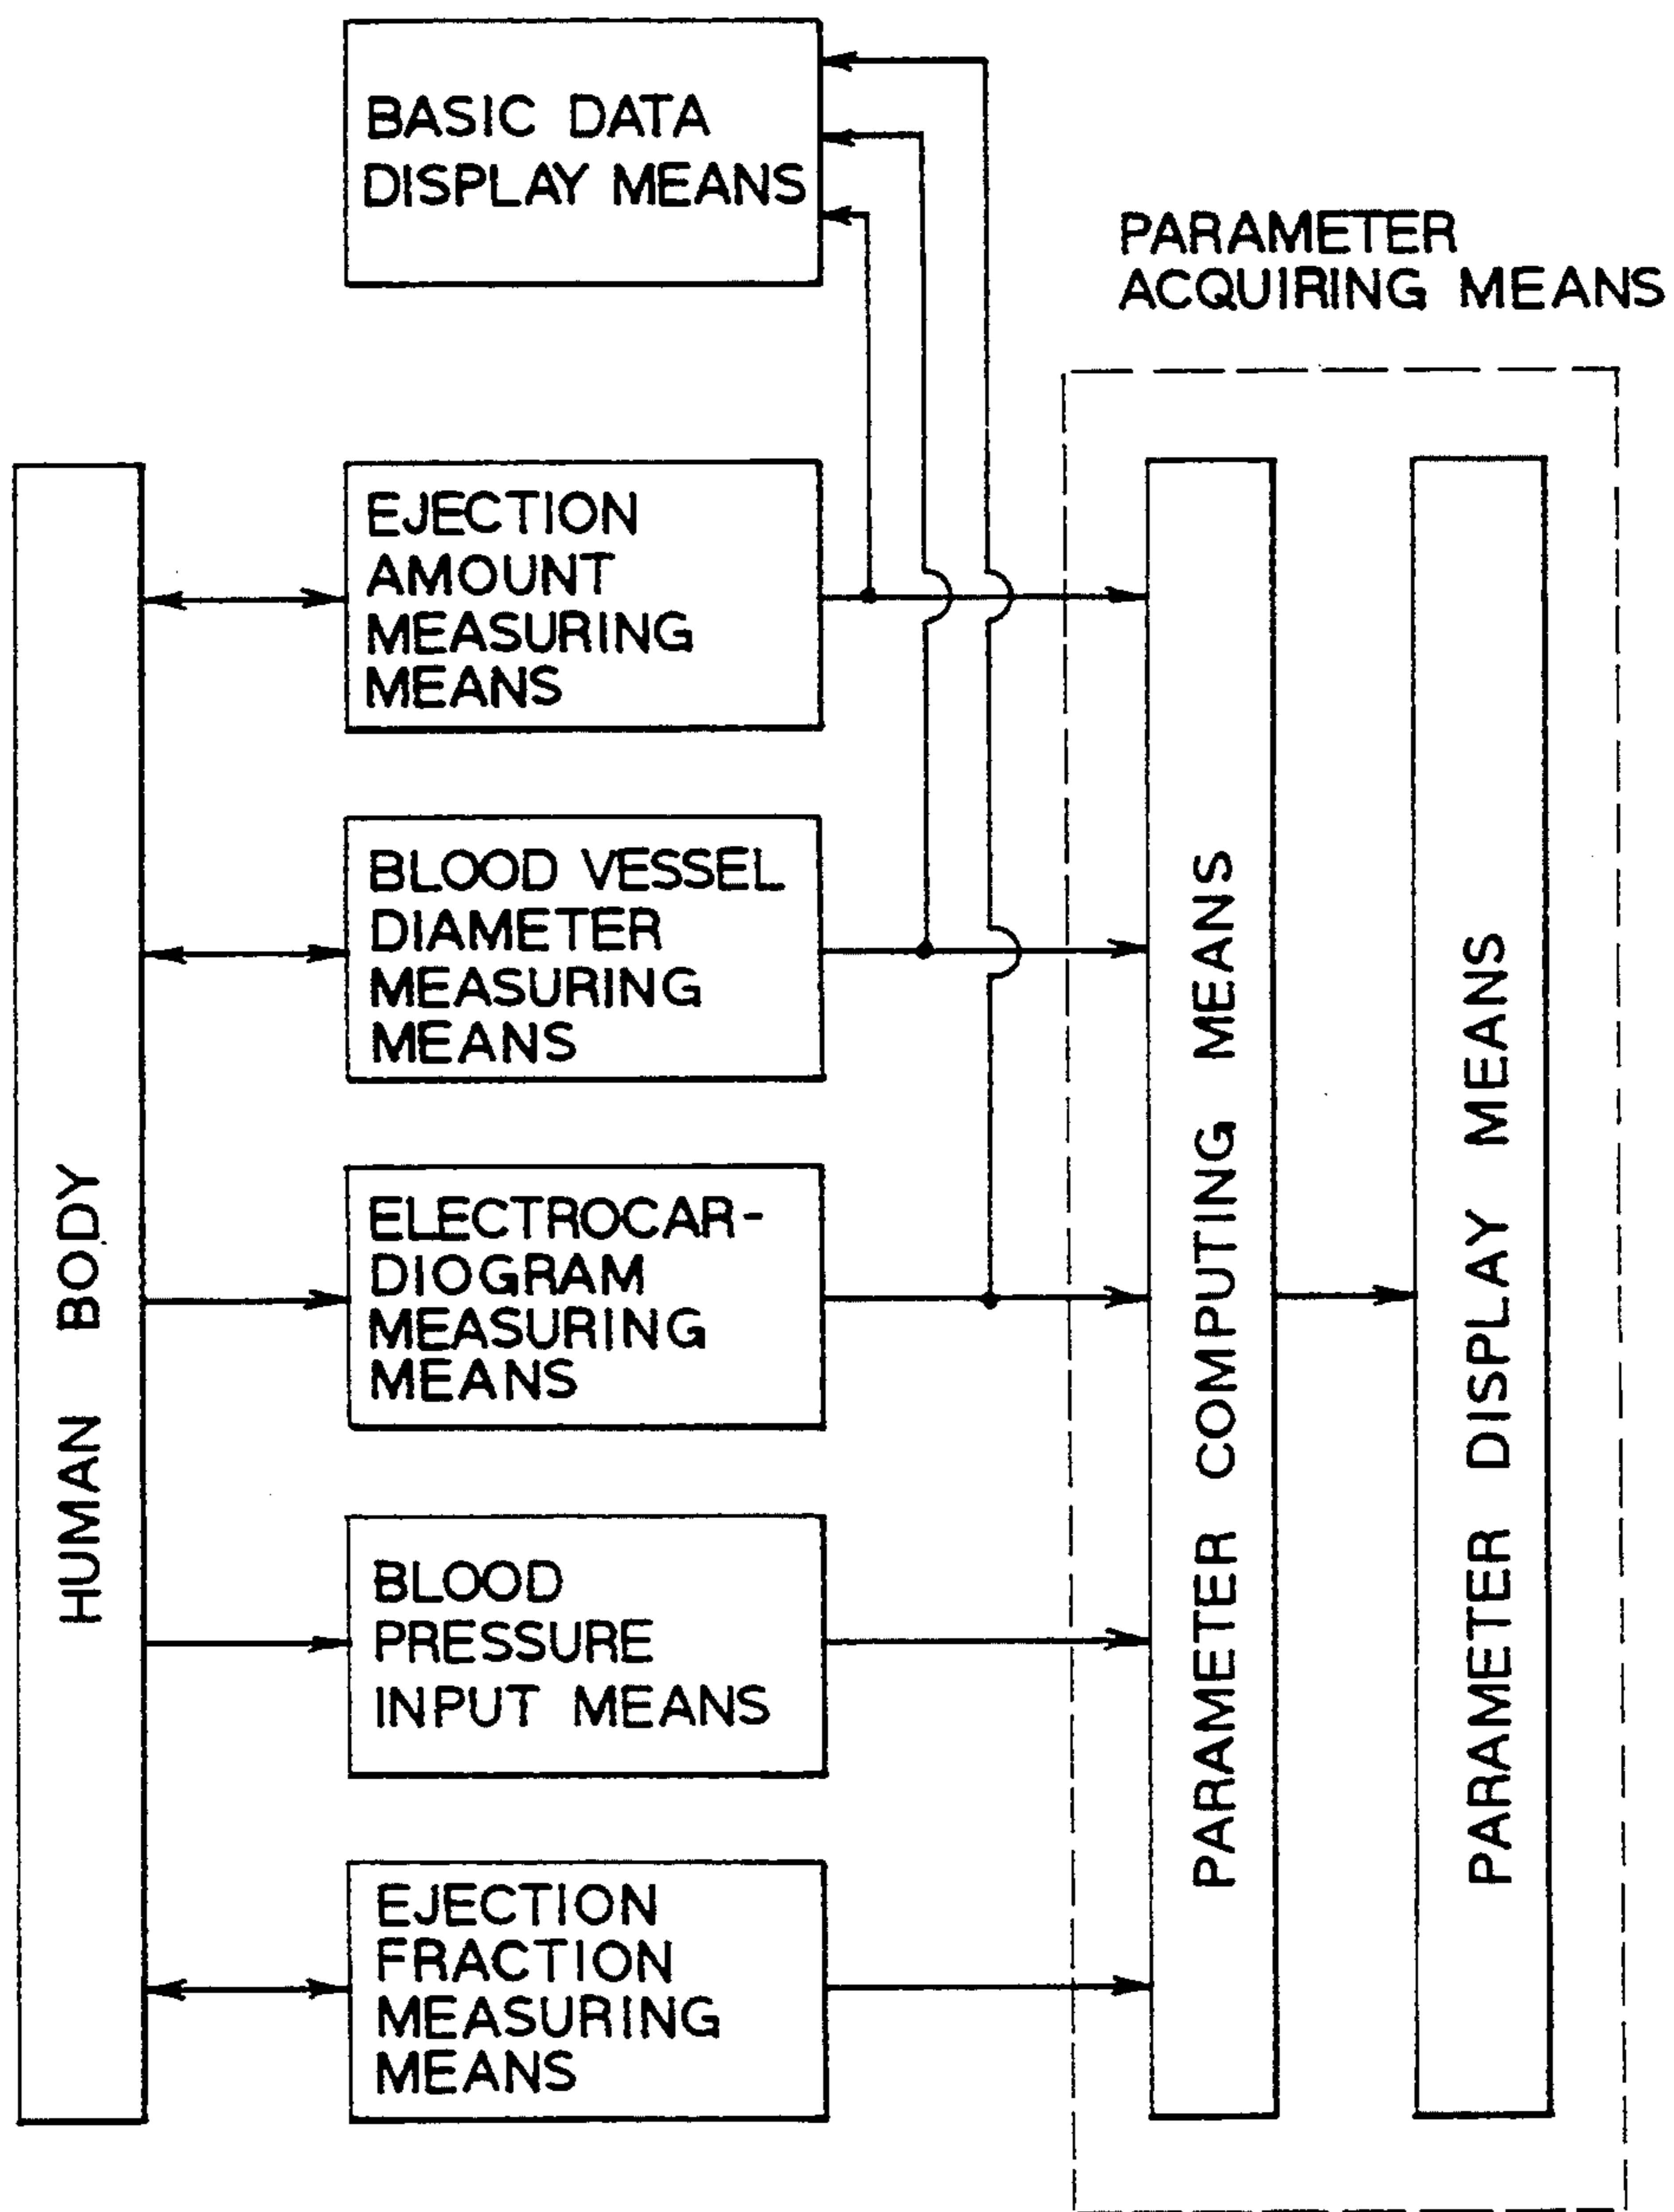 BASIC DATA
DISPLAY MEANS
PARAMETER
ACQUIRING MEANS
HUMAN BODY
EJECTION
AMOUNT
MEASURING
MEANS
BLOOD VESSEL
DIAMETER
MEASURING
MEANS
ELECTROCAR-
DIOGRAM
MEASURING
MEANS
BLOOD
PRESSURE
INPUT MEANS
EJECTION
FRACTION
MEASURING
MEANS
PARAMETER COMPUTING MEANS
PARAMETER DISPLAY MEANS